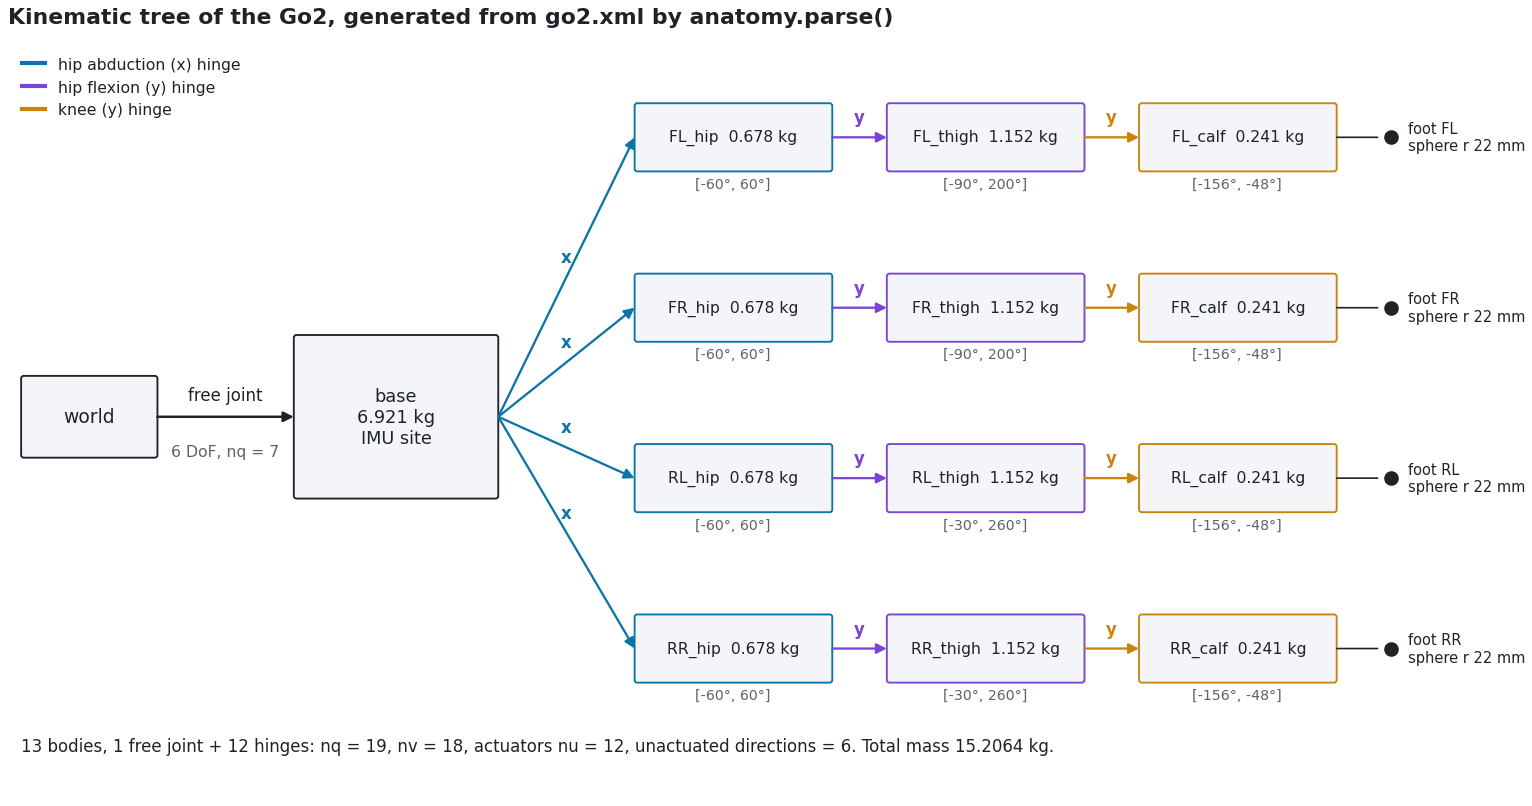 Kinematic tree of the Go2, generated from go2.xml by anatomy.parse()
hip abduction (x) hinge
hip flexion (y) hinge
knee (y) hinge
world
free joint
6 DoF, nq = 7
base
6.921 kg
IMU site
x
x
x
x
FL_hip  0.678 kg
[-60°, 60°]
y
FL_thigh  1.152 kg
[-90°, 200°]
y
FL_calf  0.241 kg
[-156°, -48°]
foot FL
sphere r 22 mm
FR_hip  0.678 kg
[-60°, 60°]
y
FR_thigh  1.152 kg
[-90°, 200°]
y
FR_calf  0.241 kg
[-156°, -48°]
foot FR
sphere r 22 mm
RL_hip  0.678 kg
[-60°, 60°]
y
RL_thigh  1.152 kg
[-30°, 260°]
y
RL_calf  0.241 kg
[-156°, -48°]
foot RL
sphere r 22 mm
RR_hip  0.678 kg
[-60°, 60°]
y
RR_thigh  1.152 kg
[-30°, 260°]
y
RR_calf  0.241 kg
[-156°, -48°]
foot RR
sphere r 22 mm
13 bodies, 1 free joint + 12 hinges: nq = 19, nv = 18, actuators nu = 12, unactuated directions = 6. Total mass 15.2064 kg.